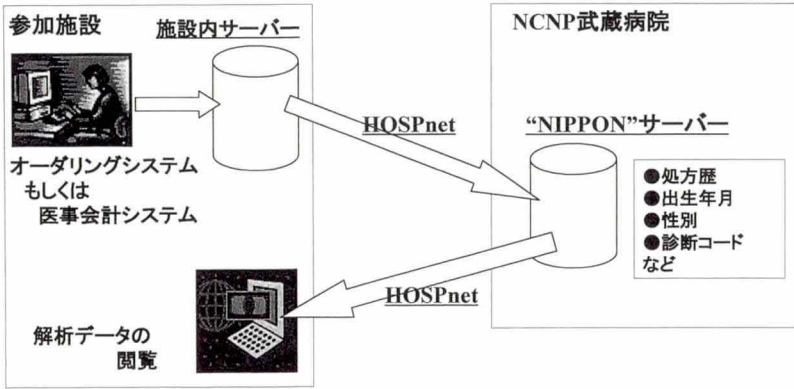 参加施設
施設内サーバー
オーダリングシステム
もしくは
医事会計システム
解析データの
閲覧
HOSPnet
HOSPnet
NCNP武蔵病院
“NIPPON”サーバー
●処方歴
●出生年月
●性別
●診断コード
など